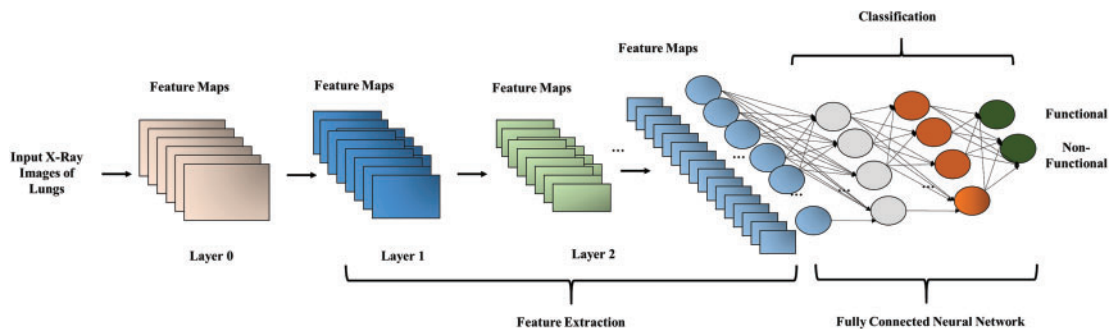 Classification
Feature Maps
Feature Maps
Feature Maps
Feature Maps
Functional
Input X-Ray
Images of
Lungs
...
...
Non-
Functional
...
...
...
Layer 0
Layer 1
Layer 2
Feature Extraction
Fully Connected Neural Network